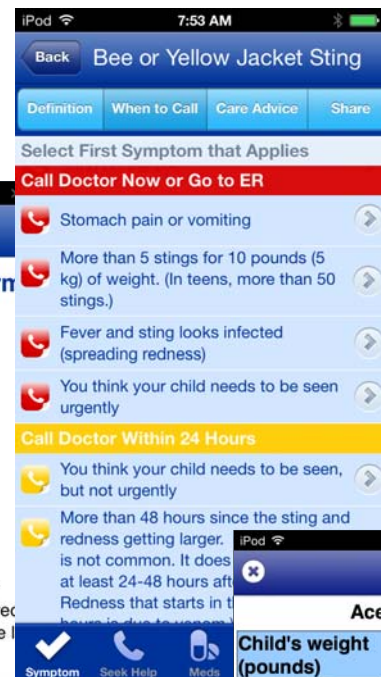 iPod 7:53 AM
Back Bee or Yellow Jacket Sting
Definition When to Call Care Advice Share
Select First Symptom that Applies
Call Doctor Now or Go to ER
Stomach pain or vomiting
More than 5 stings for 10 pounds (5
kg) of weight. (In teens, more than 50
stings.)
Fever and sting looks infected
(spreading redness)
You think your child needs to be seen
urgently
Call Doctor Within 24 Hours
You think your child needs to be seen,
but not urgently
More than 48 hours since the sting and
redness getting larger.
is not common. It does
at least 24-48 hours
Redness that starts in
Symptom Seek Help Meds
iPod
Child's weight
(pounds)